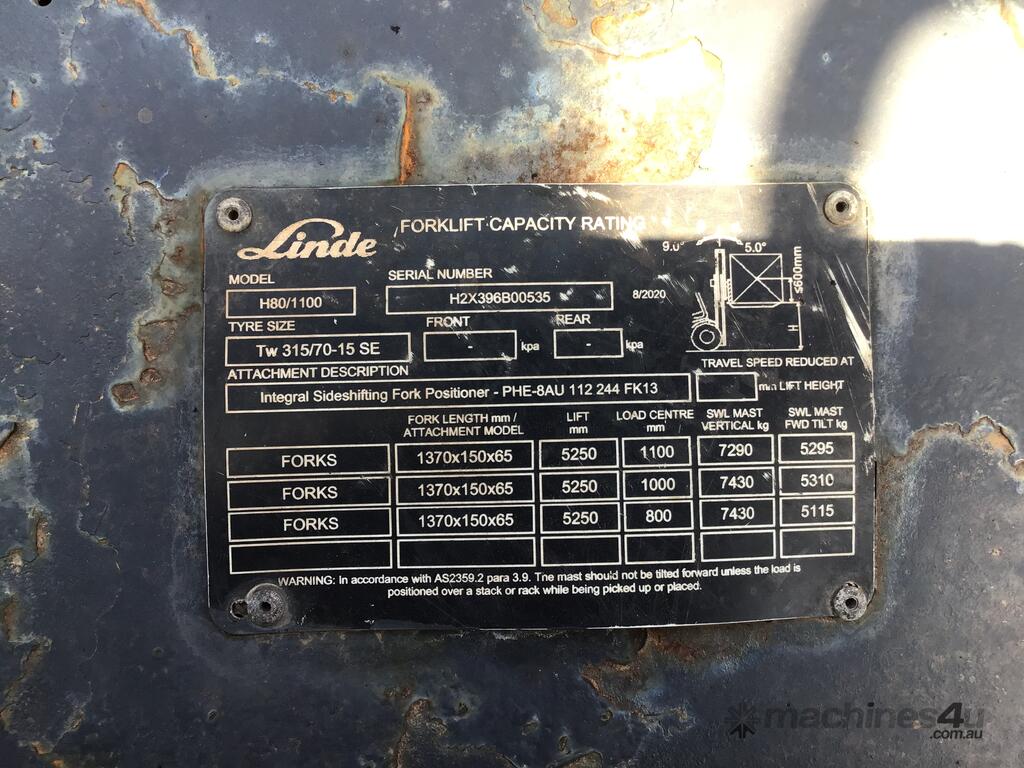 Linde
FORKLIFT CAPACITY RATING
9.0° 5.0°
≤600mm
H
MODEL
SERIAL NUMBER
H80/1100
H2X396B00535
8/2020
TYRE SIZE
FRONT
REAR
Tw 315/70-15 SE
- kpa
- kpa
ATTACHMENT DESCRIPTION
TRAVEL SPEED REDUCED AT
Integral Sideshifting Fork Positioner - PHE-8AU 112 244 FK13
mm LIFT HEIGHT
FORK LENGTH mm / LIFT LOAD CENTRE SWL MAST SWL MAST
ATTACHMENT MODEL mm mm VERTICAL kg FWD TILT kg
FORKS 1370x150x65 5250 1100 7290 5295
FORKS 1370x150x65 5250 1000 7430 5310
FORKS 1370x150x65 5250 800 7430 5115
WARNING: In accordance with AS2359.2 para 3.9. The mast should not be tilted forward unless the load is
positioned over a stack or rack while being picked up or placed.
machines4u
.com.au